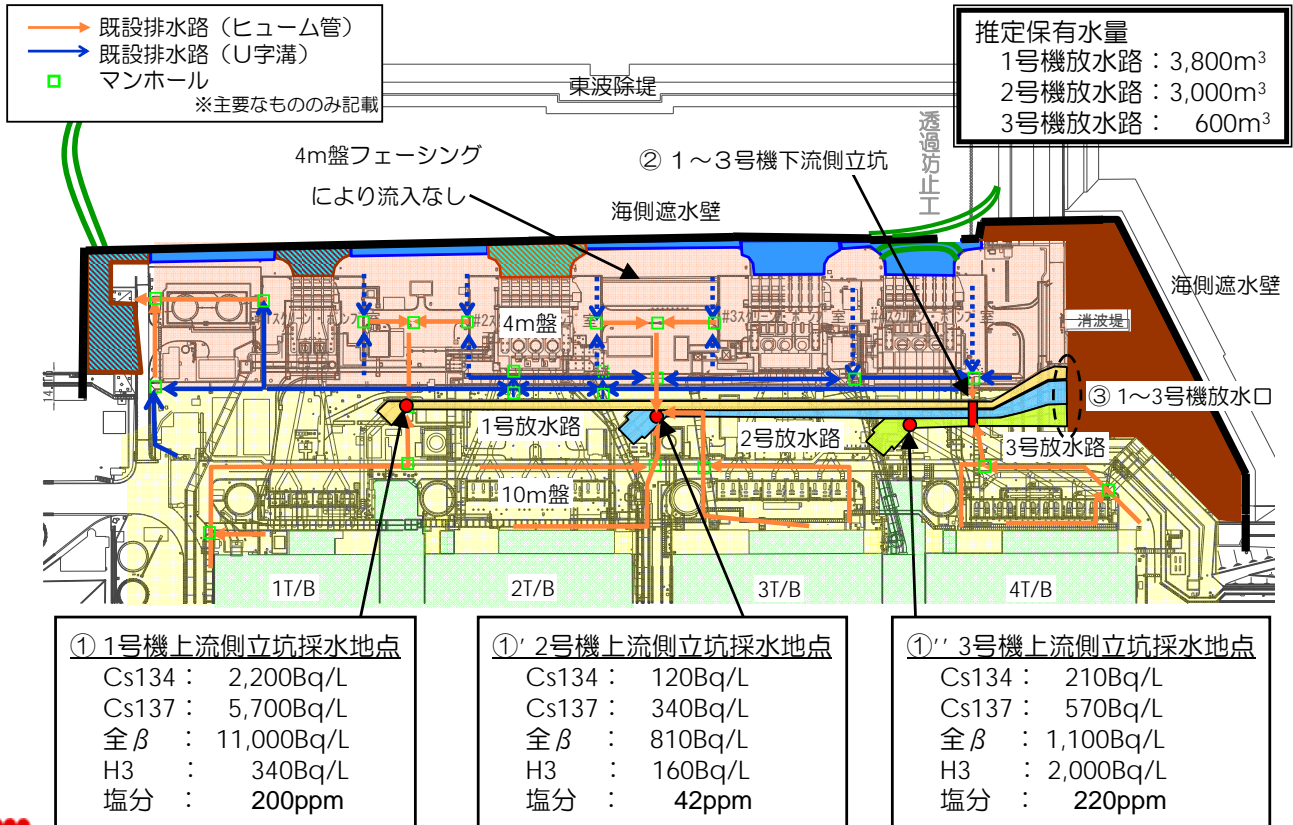 既設排水路（ヒューム管）
既設排水路（U字溝）
マンホール
※主要なもののみ記載
推定保有水量
1号機放水路：3,800m³
2号機放水路：3,000m³
3号機放水路： 600m³
東波除堤
透過防止工
4m盤フェーシング
により流入なし
② 1～3号機下流側立坑
海側遮水壁
海側遮水壁
消波堤
4m盤
③ 1～3号機放水口
1号放水路
2号放水路
3号放水路
10m盤
1T/B
2T/B
3T/B
4T/B
① 1号機上流側立坑採水地点
Cs134： 2,200Bq/L
Cs137： 5,700Bq/L
全β ： 11,000Bq/L
H3 ： 340Bq/L
塩分 ： 200ppm
①' 2号機上流側立坑採水地点
Cs134： 120Bq/L
Cs137： 340Bq/L
全β ： 810Bq/L
H3 ： 160Bq/L
塩分 ： 42ppm
①'' 3号機上流側立坑採水地点
Cs134： 210Bq/L
Cs137： 570Bq/L
全β ： 1,100Bq/L
H3 ： 2,000Bq/L
塩分 ： 220ppm